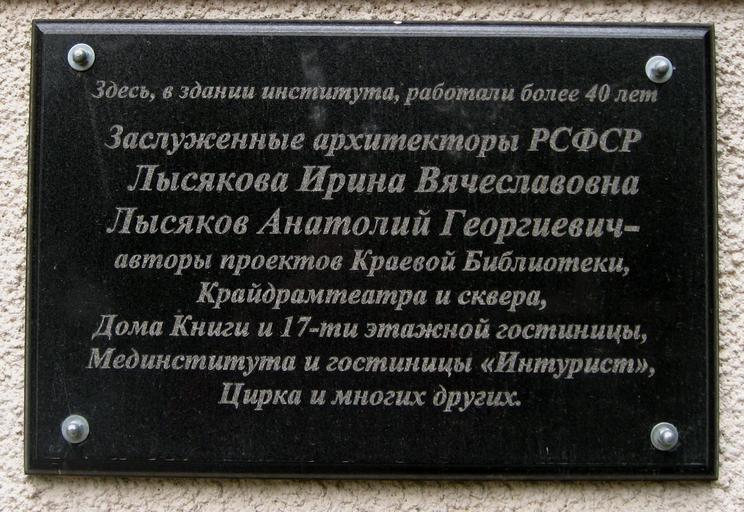 Здесь, в здании института, работали более 40 лет
Заслуженные архитекторы РСФСР
Лысякова Ирина Вячеславовна
Лысяков Анатолий Георгиевич-
авторы проектов Краевой Библиотеки,
Крайдрамтеатра и сквера,
Дома Книги и 17-ти этажной гостиницы,
Мединститута и гостиницы «Интурист»,
Цирка и многих других.